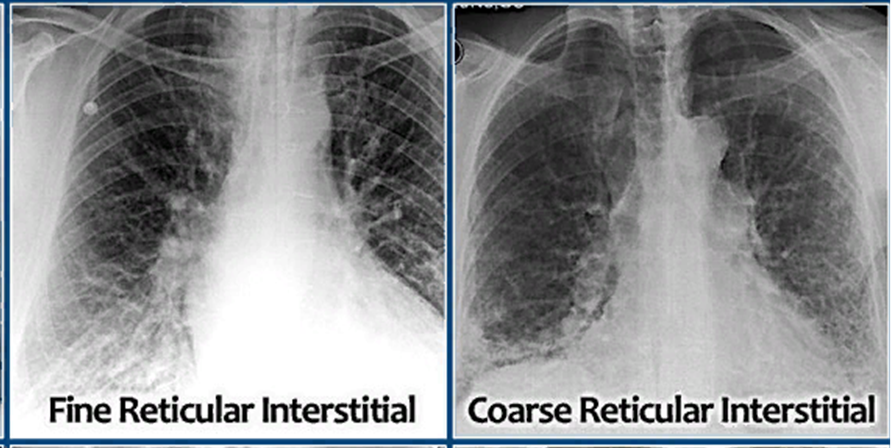 Fine Reticular Interstitial
Coarse Reticular Interstitial